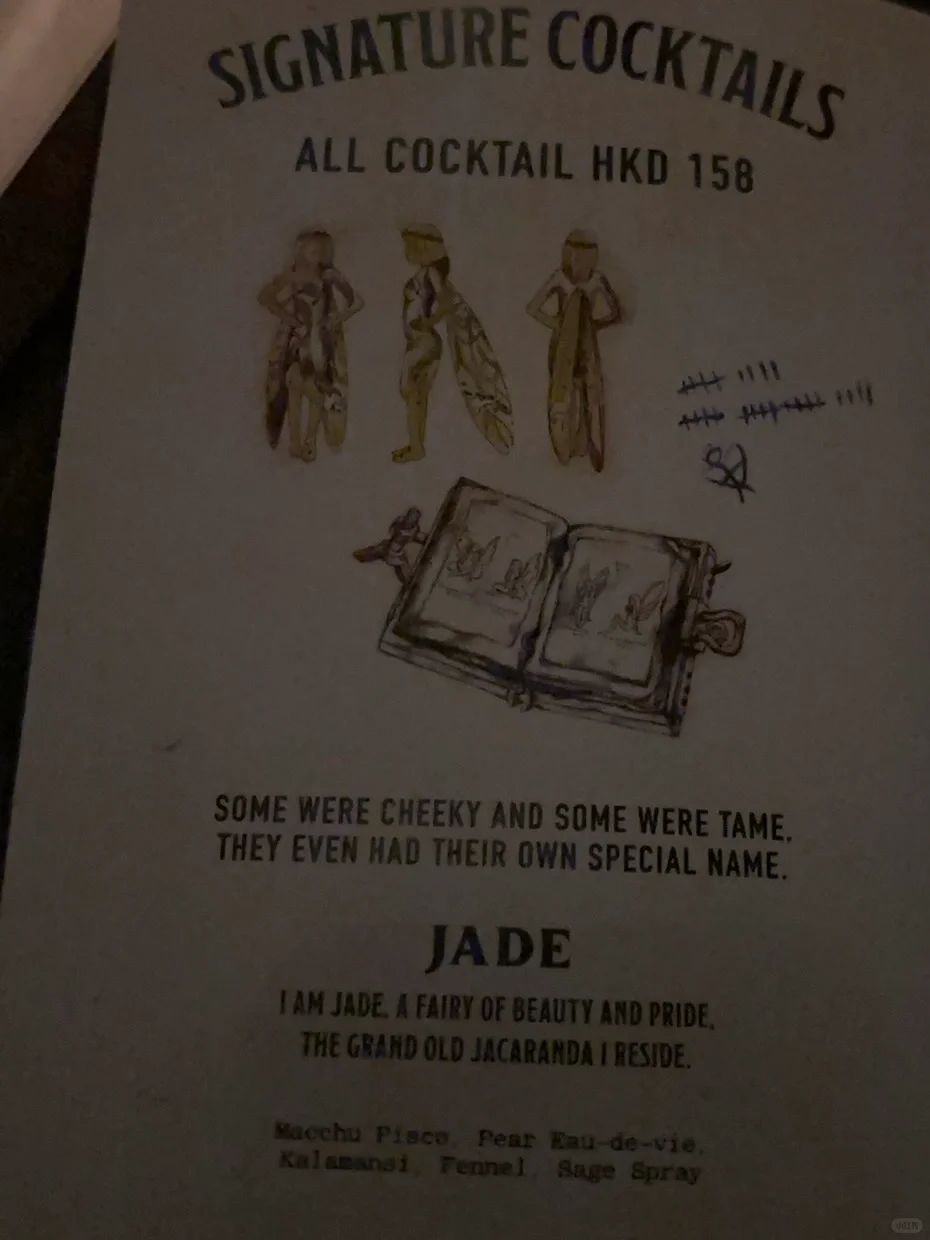 SIGNATURE COCKTAILS
ALL COCKTAIL HKD 158
SOME WERE CHEEKY AND SOME WERE TAME.
THEY EVEN HAD THEIR OWN SPECIAL NAME.
JADE
I AM JADE, A FAIRY OF BEAUTY AND PRIDE,
THE GRAND OLD JACARANDA I RESIDE.
Macchu Pisco, Pear Eau-de-vie,
Kalamansi, Fennel, Sage Spray